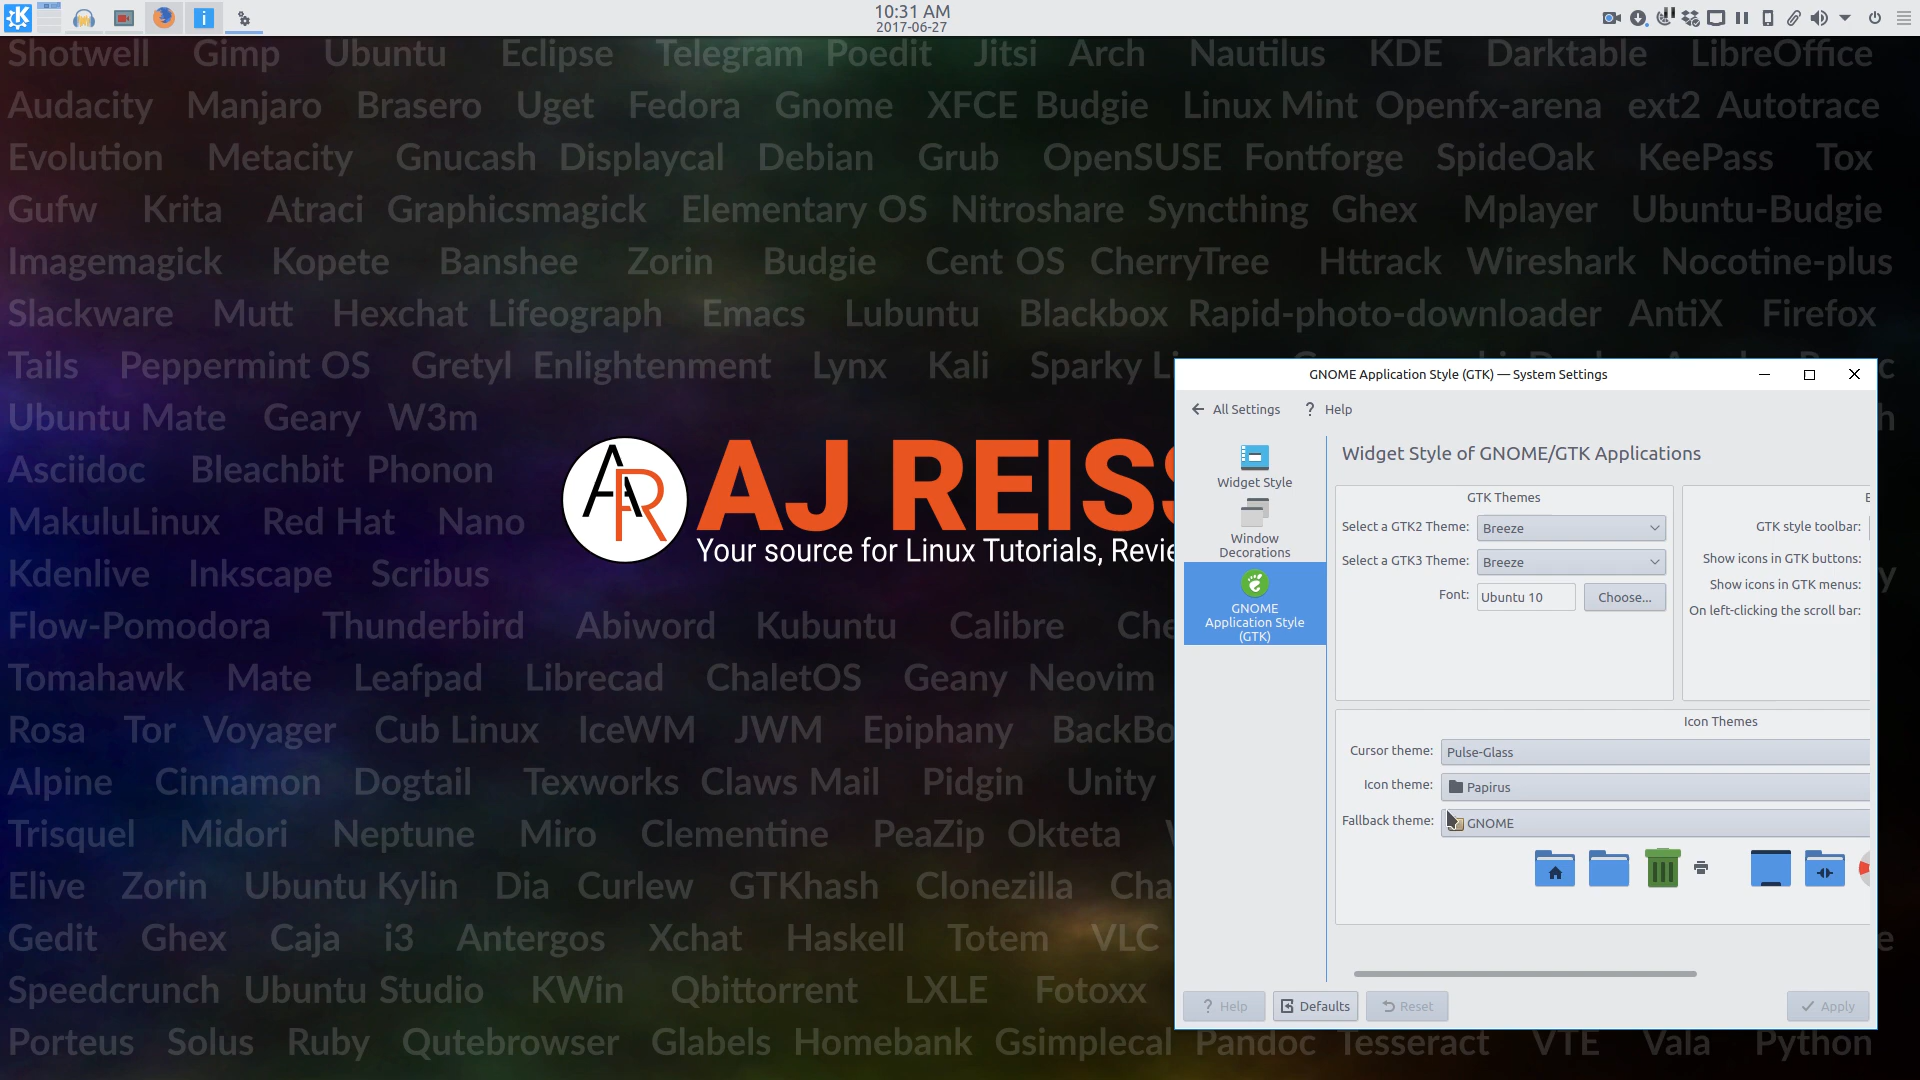 10:31 AM
2017-06-27
Shotwell Gimp Ubuntu Eclipse Telegram Poedit Jitsi Arch Nautilus KDE Darktable LibreOffice
Audacity Manjaro Brasero Uget Fedora Gnome XFCE Budgie Linux Mint Openfx-arena ext2 Autotrace
Evolution Metacity Gnucash Displaycal Debian Grub OpenSUSE Fontforge SpideOak KeePass Tox
Gufw Krita Atraci Graphicsmagick Elementary OS Nitroshare Syncthing Ghex Mplayer Ubuntu-Budgie
Imagemagick Kopete Banshee Zorin Budgie Cent OS CherryTree Httrack Wireshark Nocotine-plus
Slackware Mutt Hexchat Lifeograph Emacs Lubuntu Blackbox Rapid-photo-downloader AntiX Firefox
Tails Peppermint OS Gretyl Enlightenment Lynx Kali Sparky
Ubuntu Mate Geary W3m
Asciidoc Bleachbit Phonon
MakuluLinux Red Hat Nano
Kdenlive Inkscape Scribus
AR AJ REISS
Your source for Linux Tutorials, Revie
Flow-Pomodora Thunderbird Abiword Kubuntu Calibre Che
Tomahawk Mate Leafpad Librecad ChaletOS Geany Neovim
Rosa Tor Voyager Cub Linux IceWM JWM Epiphany BackBo
Alpine Cinnamon Dogtail Texworks Claws Mail Pidgin Unity
Trisquel Midori Neptune Miro Clementine PeaZip Okteta
Elive Zorin Ubuntu Kylin Dia Curlew GTKhash Clonezilla Cha
Gedit Ghex Caja i3 Antergos Xchat Haskell Totem VLC
Speedcrunch Ubuntu Studio KWin Qbittorrent LXLE Fotoxx
Porteus Solus Ruby Qutebrowser Glabels Homebank Gsimplecal Pandoc Tesseract VTE Vala Python
GNOME Application Style (GTK) — System Settings
All Settings ? Help
Widget Style
Window
Decorations
GNOME
Application Style
(GTK)
Widget Style of GNOME/GTK Applications
GTK Themes
Select a GTK2 Theme: Breeze
Select a GTK3 Theme: Breeze
Font: Ubuntu 10 Choose...
GTK style toolbar:
Show icons in GTK buttons:
Show icons in GTK menus:
On left-clicking the scroll bar:
Icon Themes
Cursor theme: Pulse-Glass
Icon theme: Papirus
Fallback theme: GNOME
? Help Defaults Reset Apply